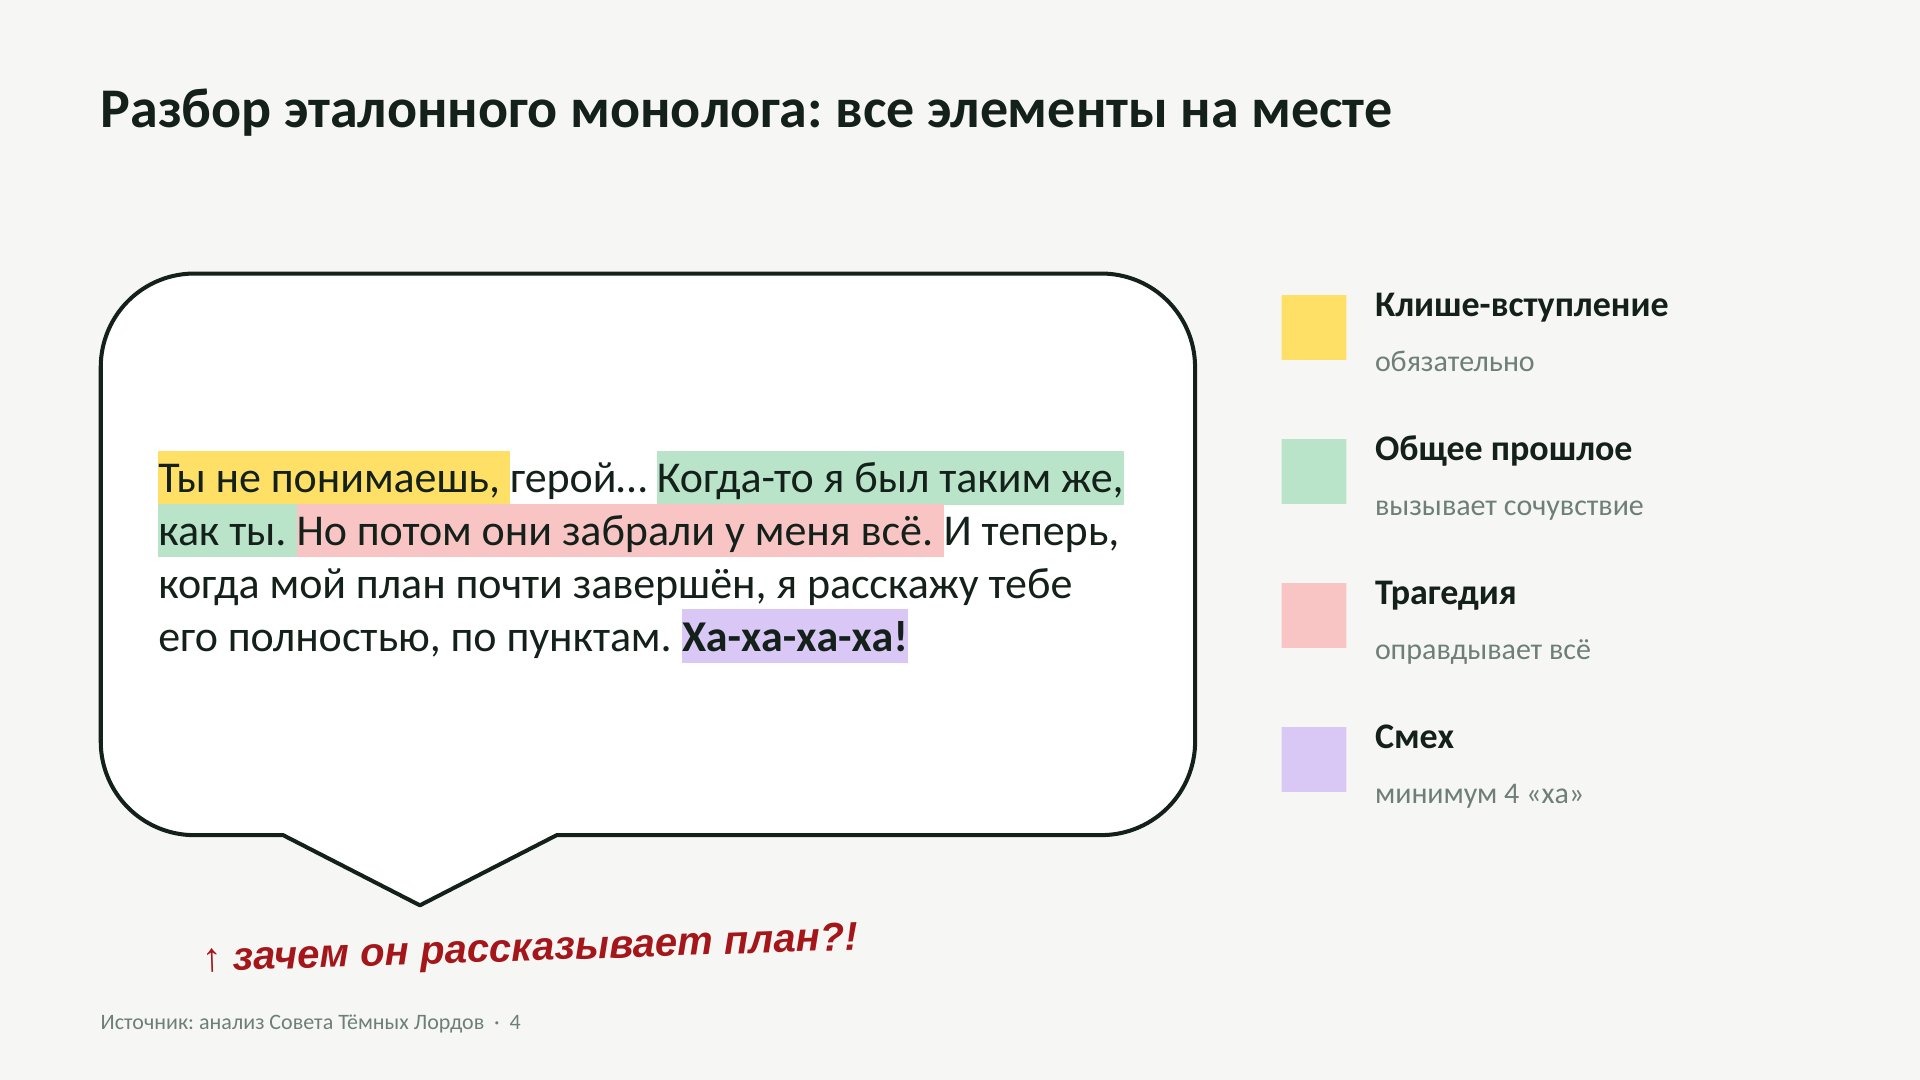 Разбор эталонного монолога: все элементы на месте
Ты не понимаешь, герой… Когда-то я был таким же,
как ты. Но потом они забрали у меня всё. И теперь,
когда мой план почти завершён, я расскажу тебе
его полностью, по пунктам. Ха-ха-ха-ха!
Клише-вступление
обязательно
Общее прошлое
вызывает сочувствие
Трагедия
оправдывает всё
Смех
минимум 4 «ха»
↑ зачем он рассказывает план?!
Источник: анализ Совета Тёмных Лордов · 4